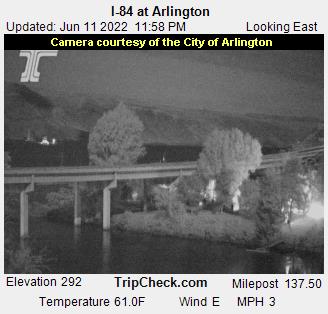 I-84 at Arlington
Updated: Jun 11 2022 11:58 PM Looking East
Camera courtesy of the City of Arlington
Elevation 292 TripCheck.com Milepost 137.50
Temperature 61.0F Wind E MPH 3